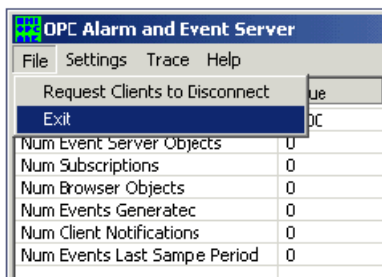 OPC Alarm and Event Server
File Settings Trace Help
Request Clients to Disconnect
Exit
Num Event Server Objects 0
Num Subscriptions 0
Num Browser Objects 0
Num Events Generatec 0
Num Client Notifications 0
Num Events Last Sampe Period 0